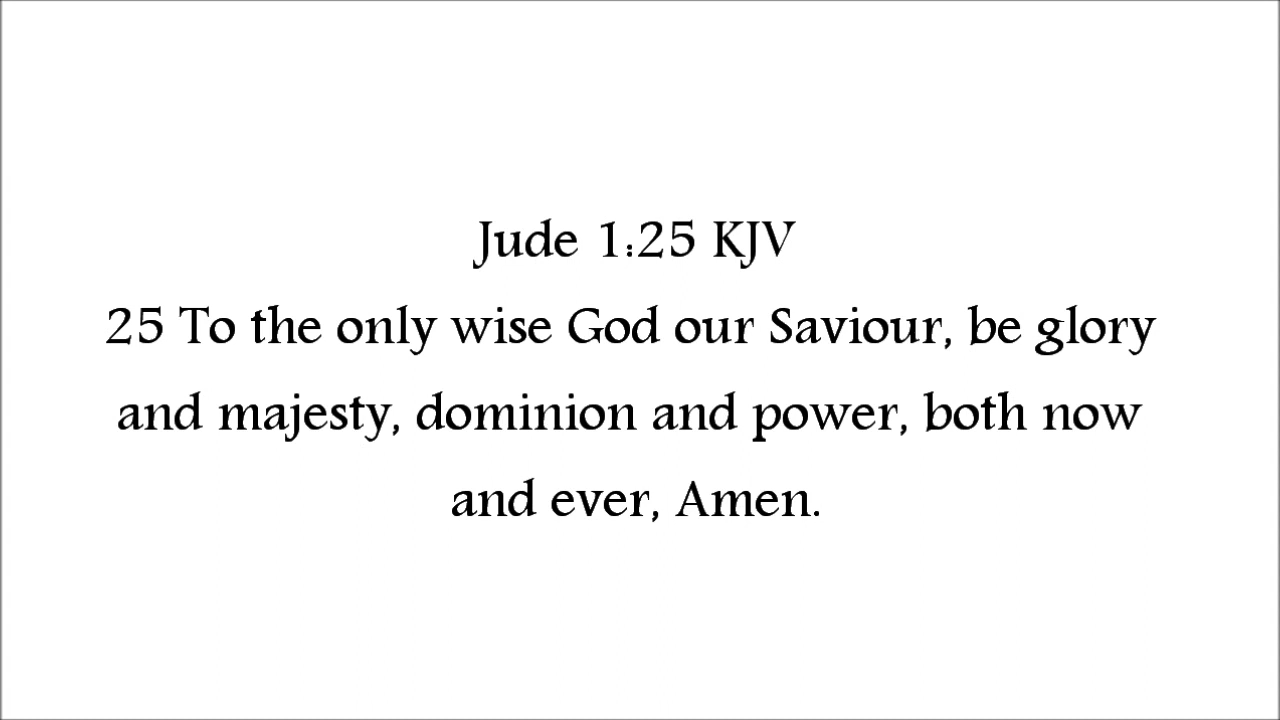 Jude 1:25 KJV
25 To the only wise God our Saviour, be glory
and majesty, dominion and power, both now
and ever, Amen.